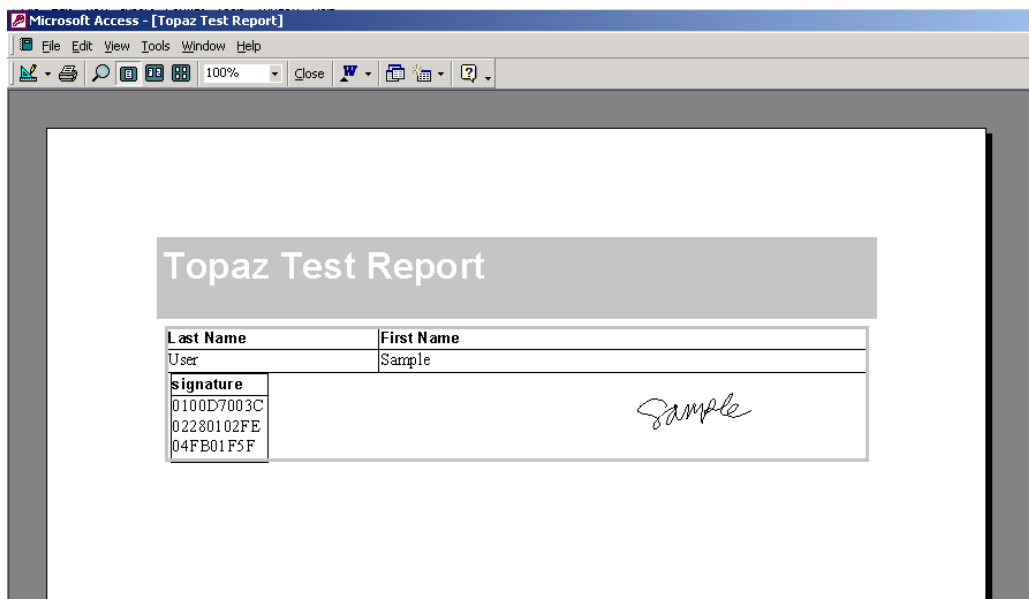 Microsoft Access - [Topaz Test Report]
File Edit View Tools Window Help
100% Close
Topaz Test Report
Last Name First Name
User Sample
signature
0100D7003C
02280102FE
04FB01F5F
Sample